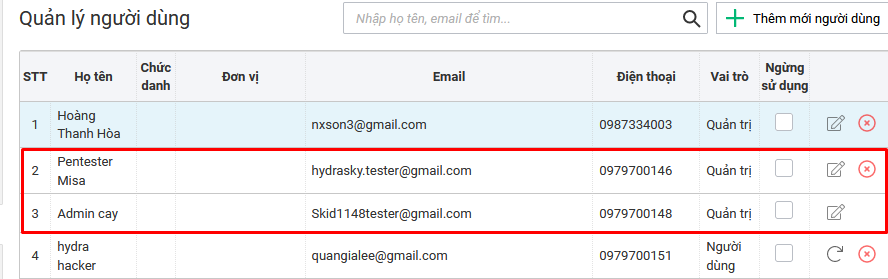 Quản lý người dùng
Nhập họ tên, email để tìm...
Thêm mới người dùng
STT Họ tên Chức danh Đơn vị Email Điện thoại Vai trò Ngừng sử dụng
1 Hoàng Thanh Hòa nxson3@gmail.com 0987334003 Quản trị
2 Pentester Misa hydrasky.tester@gmail.com 0979700146 Quản trị
3 Admin cay Skid1148tester@gmail.com 0979700148 Quản trị
4 hydra hacker quangialee@gmail.com 0979700151 Người dùng